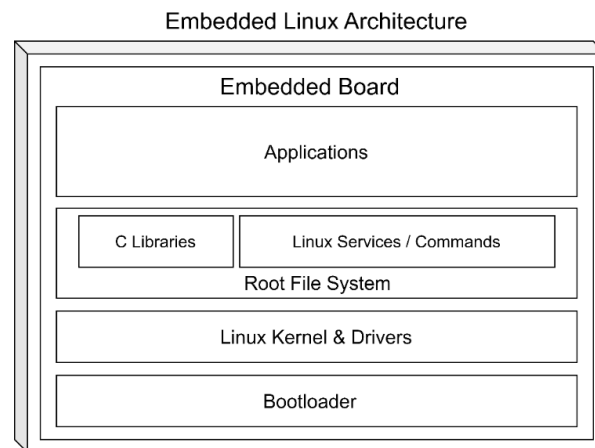 Embedded Linux Architecture
Embedded Board
Applications
C Libraries
Linux Services / Commands
Root File System
Linux Kernel & Drivers
Bootloader